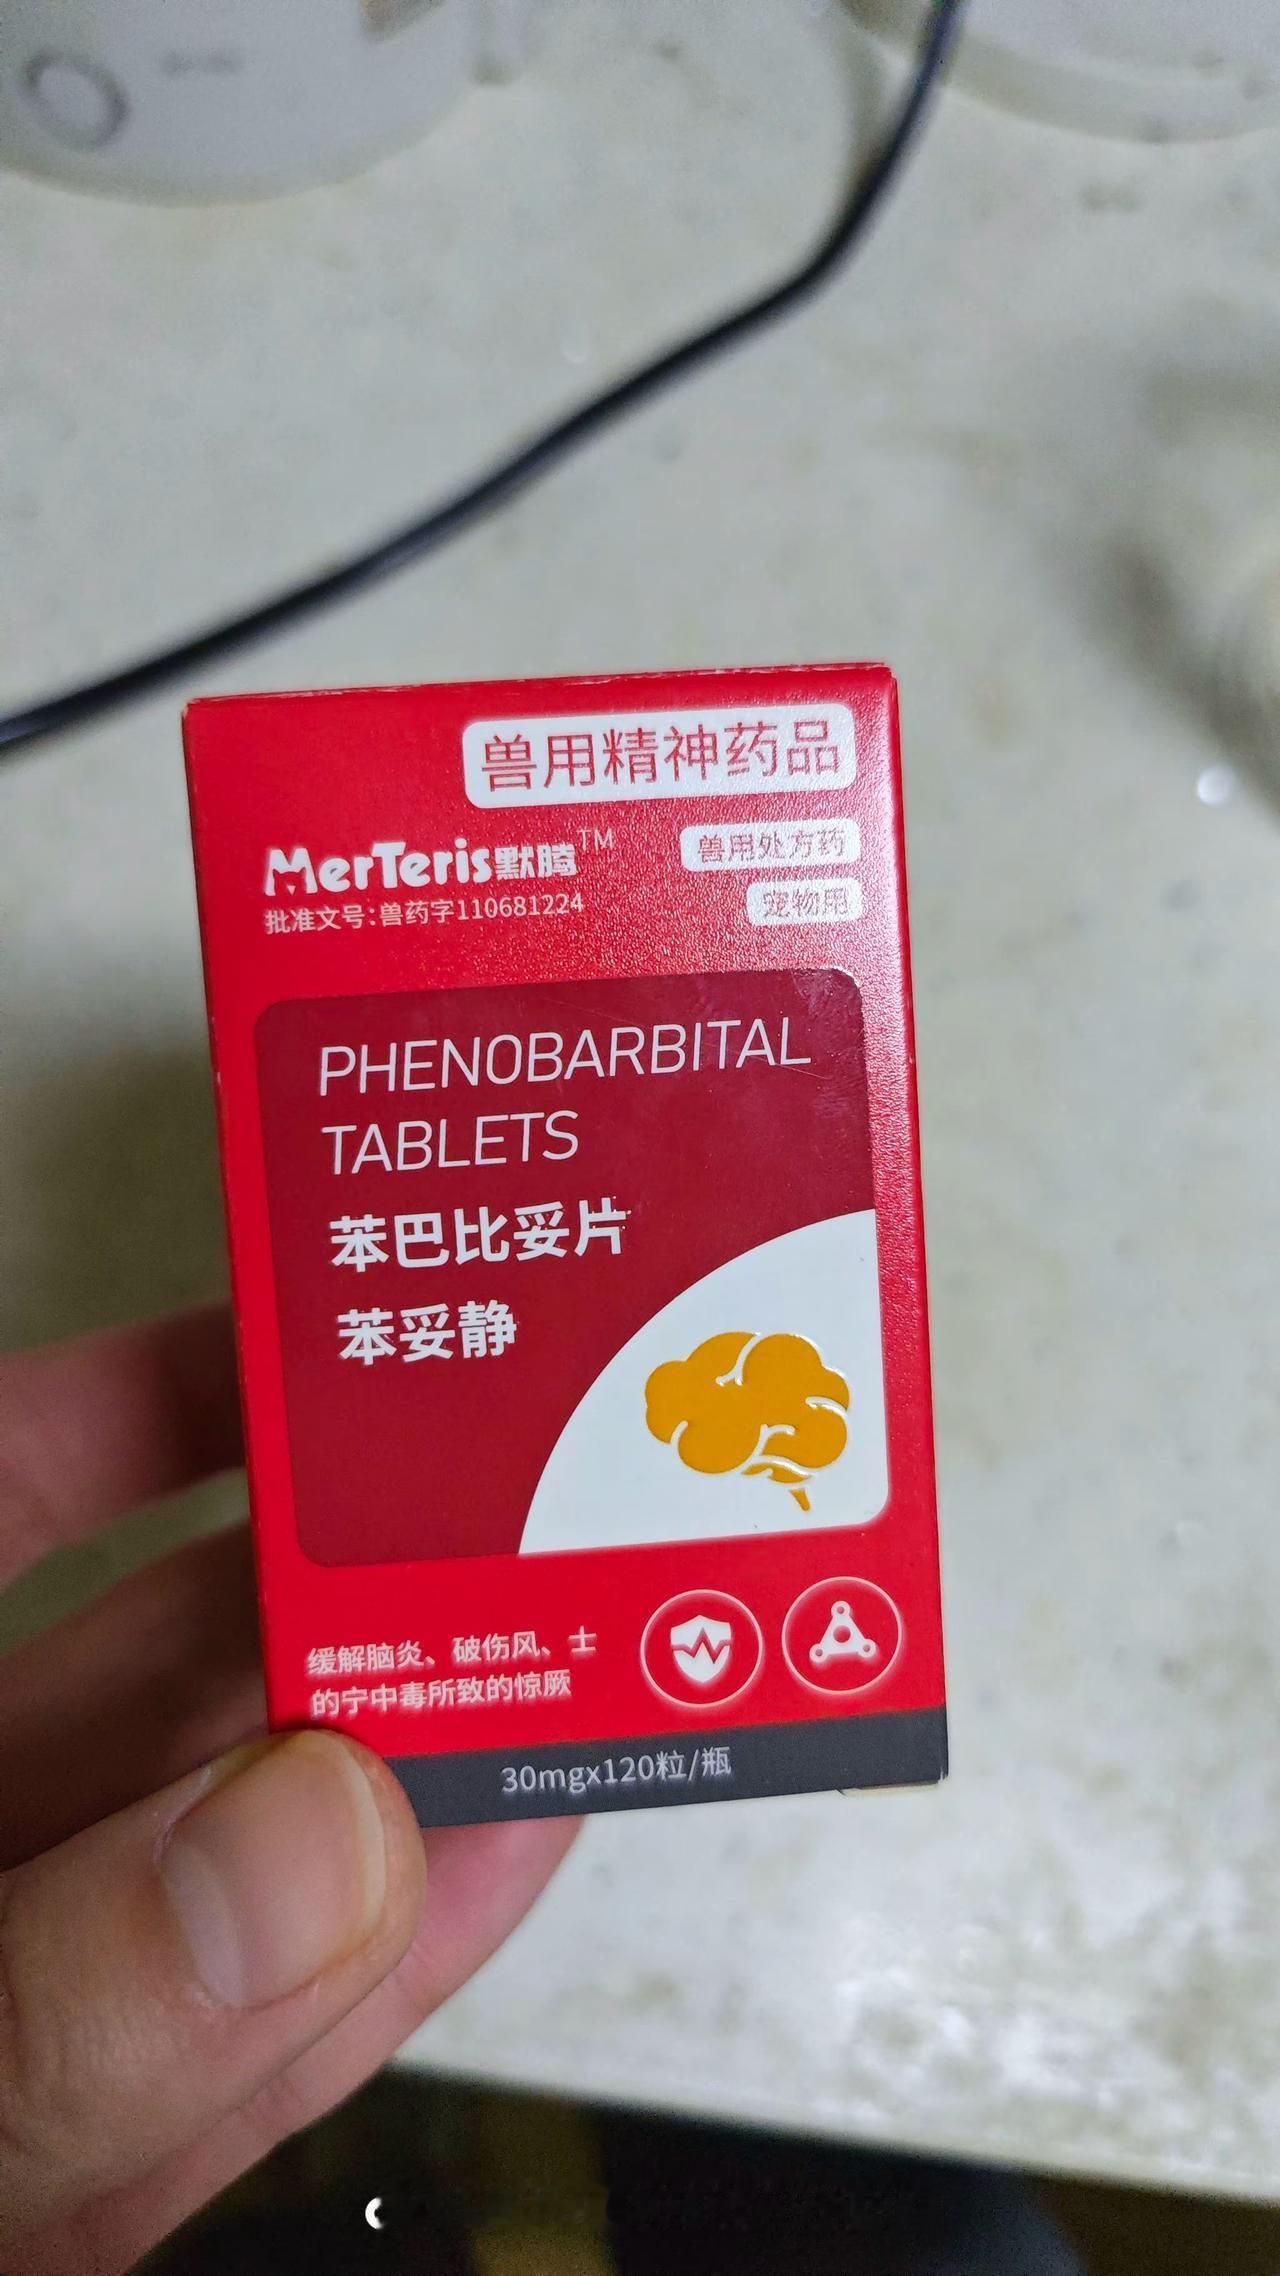 兽用精神药品
MerTeris默腾™
兽用处方药
批准文号：兽药字110681224
宠物用
PHENOBARBITAL
TABLETS
苯巴比妥片
苯妥静
缓解脑炎、破伤风、士
的宁中毒所致的惊厥
30mgx120粒/瓶